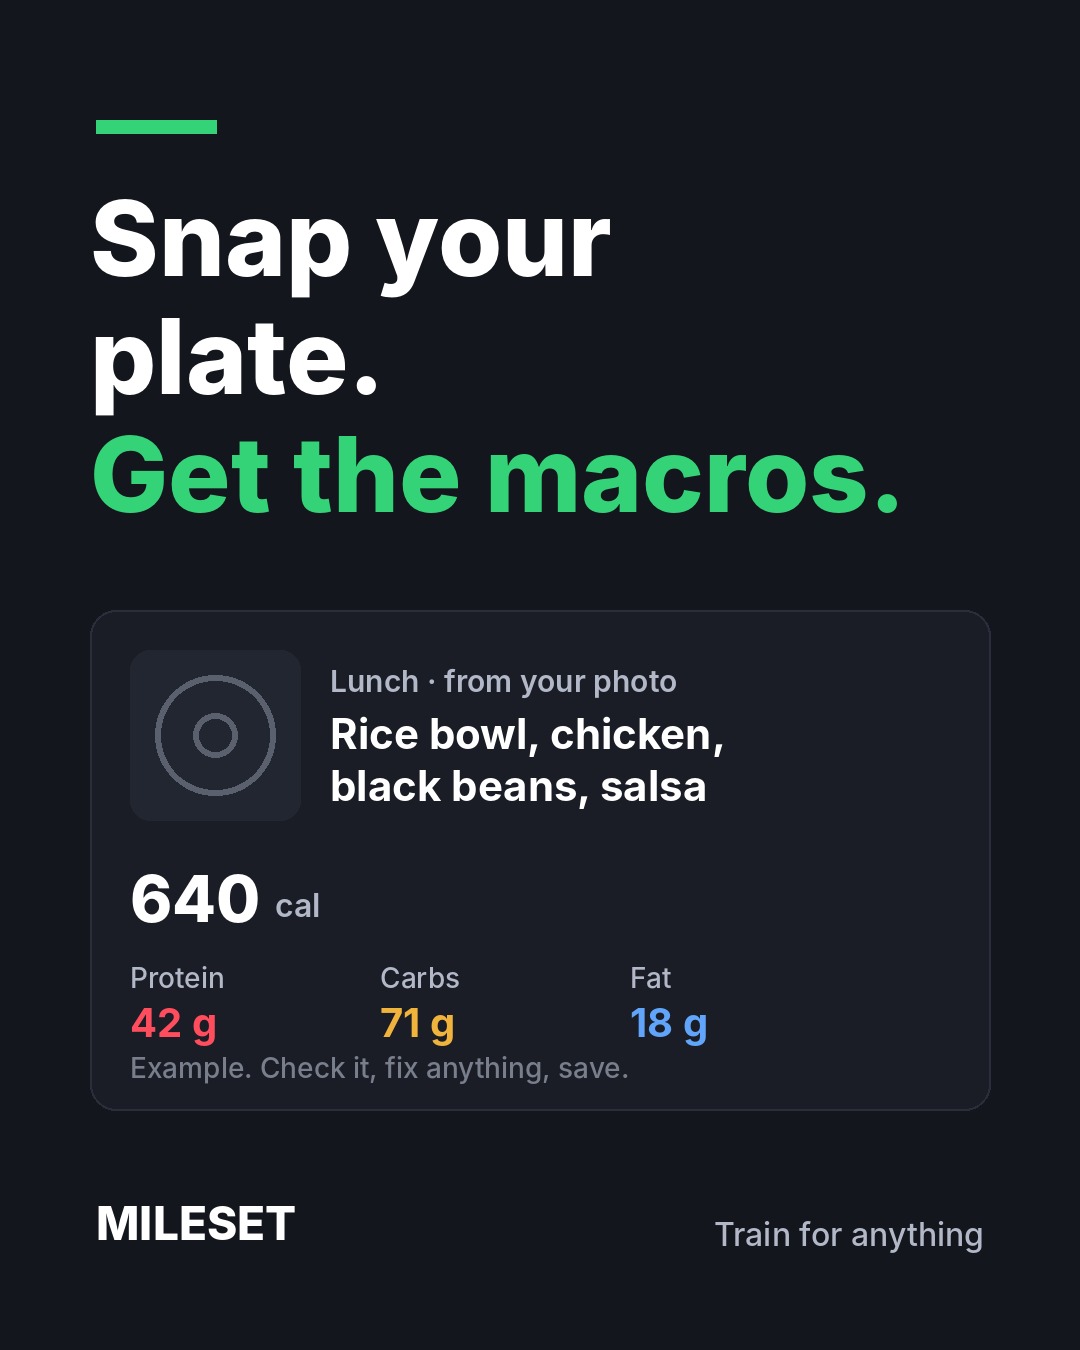 Snap your
plate.
Get the macros.
Lunch · from your photo
Rice bowl, chicken,
black beans, salsa
640 cal
Protein Carbs Fat
42 g 71 g 18 g
Example. Check it, fix anything, save.
MILESET
Train for anything